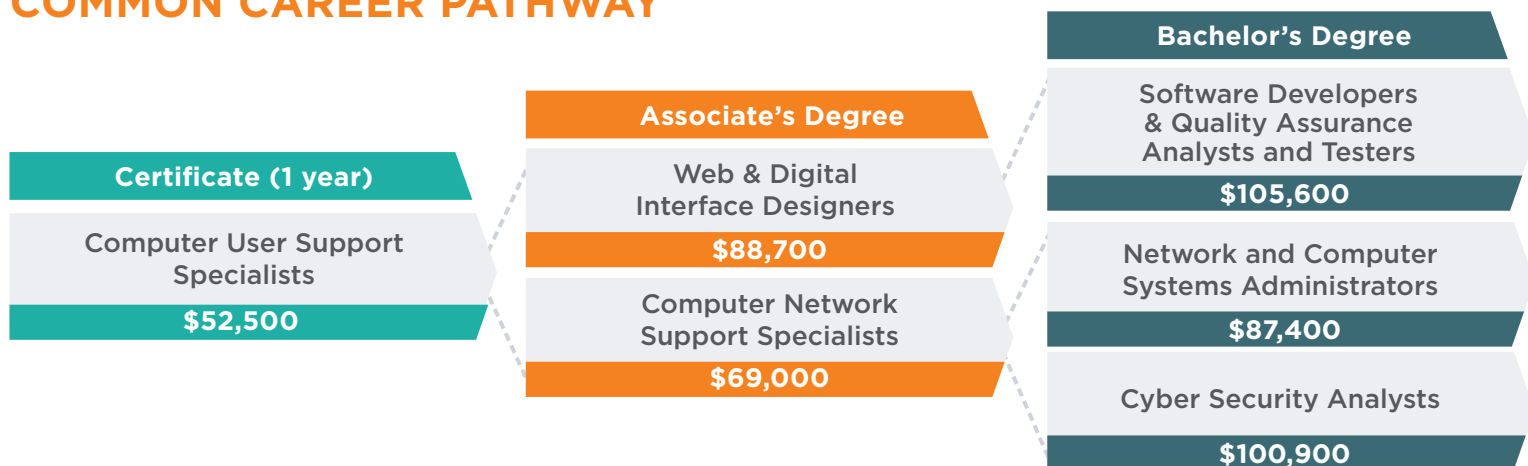 COMMON CAREER PATHWAY
Certificate (1 year)
Computer User Support
Specialists
$52,500
Associate’s Degree
Web & Digital
Interface Designers
$88,700
Computer Network
Support Specialists
$69,000
Bachelor’s Degree
Software Developers
& Quality Assurance
Analysts and Testers
$105,600
Network and Computer
Systems Administrators
$87,400
Cyber Security Analysts
$100,900